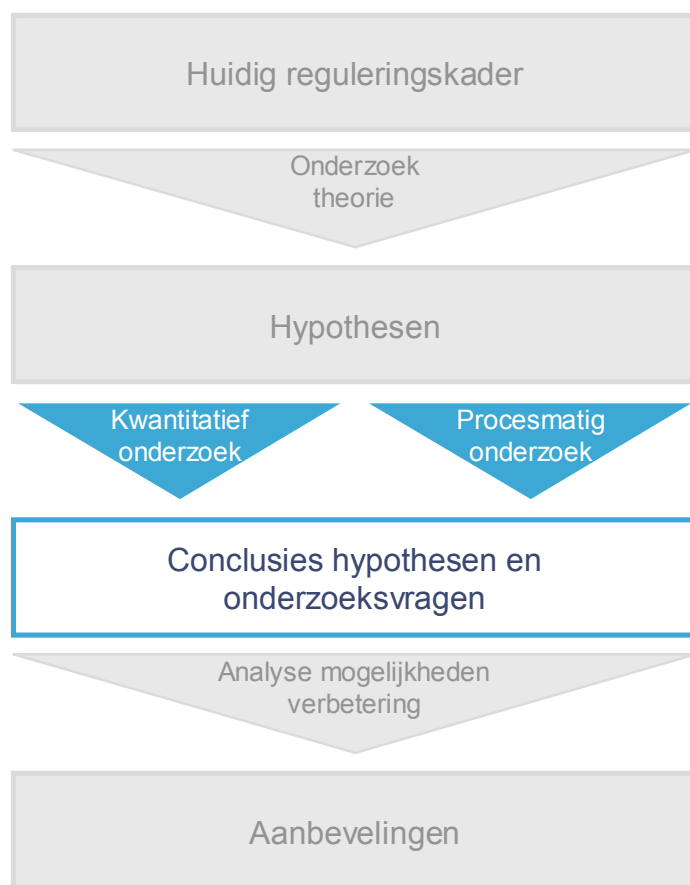 Huidig reguleringskader
Onderzoek
theorie
Hypothesen
Kwantitatief
onderzoek
Procesmatig
onderzoek
Conclusies hypothesen en
onderzoeksvragen
Analyse mogelijkheden
verbetering
Aanbevelingen